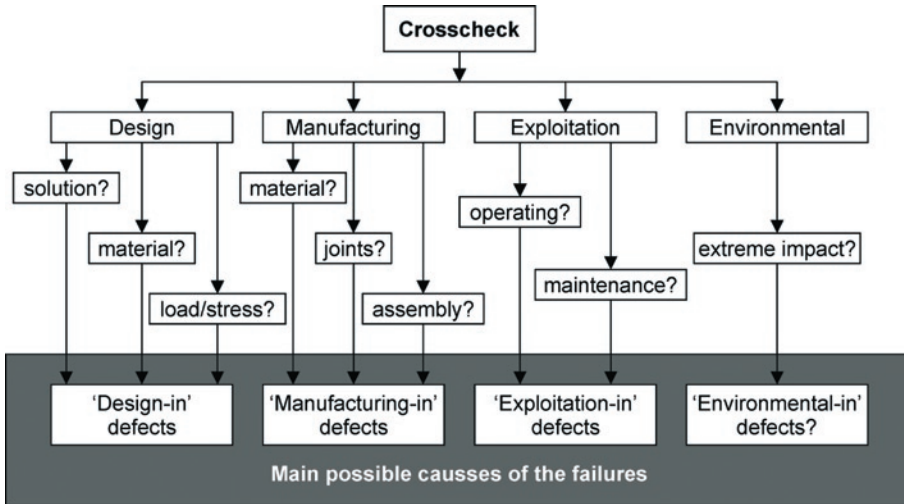 Crosscheck
Design
Manufacturing
Exploitation
Environmental
solution?
material?
material?
operating?
material?
joints?
extreme impact?
maintenance?
load/stress?
assembly?
‘Design-in’
defects
‘Manufacturing-in’
defects
‘Exploitation-in’
defects
‘Environmental-in’
defects?
Main possible causses of the failures